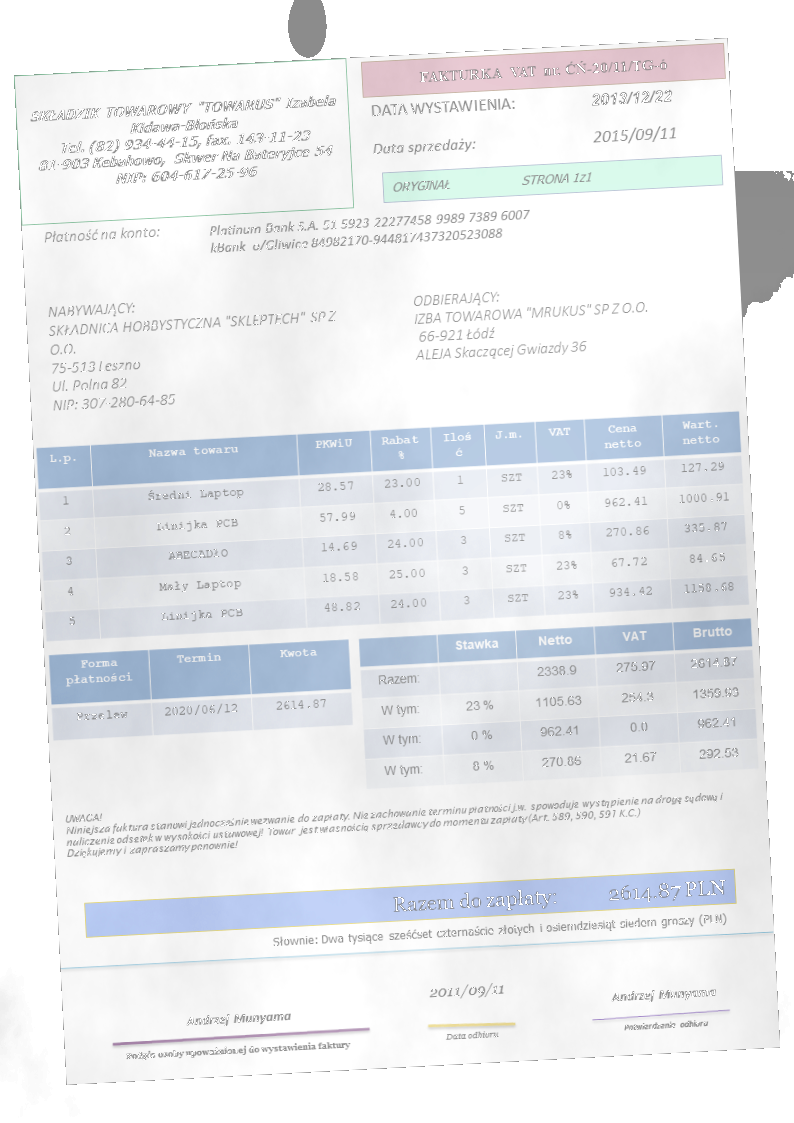 SKŁADZIK TOWAROWY "TOWARUS" Izabela
Kidawa-Błońska
Tel. (82) 934-44-15, fax. 143-11-23
81-903 Kebabowo, Skwer Na Bateryjce 54
NIP: 604-617-25-96
FAKTURKA VAT nr. ĆŃ-20/11/TG-ó
DATA WYSTAWIENIA: 2013/12/22
Data sprzedaży: 2015/09/11
ORYGINAŁ STRONA 1z1
Płatność na konto: Platinum Bank S.A. 51 5923 22277458 9989 7389 6007
kBank o/Gliwice 84982170-944817437320523088
NABYWAJĄCY:
SKŁADNICA HOBBYSTYCZNA "SKLEPTECH" SP Z
O.O.
75-513 Leszno
Ul. Polna 82
NIP: 307-280-64-85
ODBIERAJĄCY:
IZBA TOWAROWA "MRUKUS" SP Z O.O.
66-921 Łódź
ALEJA Skaczącej Gwiazdy 36
L.p. Nazwa towaru PKWiU Rabat % Iloś ć J.m. VAT Cena netto Wart. netto
1 Średni Laptop 28.57 23.00 1 SZT 23% 103.49 127.29
2 Linijka PCB 57.99 4.00 5 SZT 0% 962.41 1000.91
3 ABECADŁO 14.69 24.00 3 SZT 8% 270.86 335.87
4 Mały Laptop 18.58 25.00 3 SZT 23% 67.72 84.65
5 Linijka PCB 48.82 24.00 3 SZT 23% 934.42 1158.68
Forma płatności Termin Kwota
Przelew 2020/06/12 2614.87
Stawka Netto VAT Brutto
Razem: 2338.9 275.97 2614.87
W tym: 23 % 1105.63 254.3 1359.93
W tym: 0 % 962.41 0.0 962.41
W tym: 8 % 270.86 21.67 292.53
UWAGA!
Niniejsza faktura stanowi jednocześnie wezwanie do zapłaty. Nie zachowanie terminu płatności j.w. spowoduje wystąpienie na drogę sądową i
naliczenie odsetek w wysokości ustawowej! Towar jest własnością sprzedawcy do momentu zapłaty (Art. 589, 590, 591 K.C.)
Dziękujemy i zapraszamy ponownie!
Razem do zapłaty: 2614.87 PLN
Słownie: Dwa tysiące sześćset czternaście złotych i osiemdziesiąt siedem groszy (PLN)
Andrzej Munyama
Podpis osoby upoważnionej do wystawienia faktury
2011/09/21
Data odbioru
Andrzej Munyama
Potwierdzenie odbioru